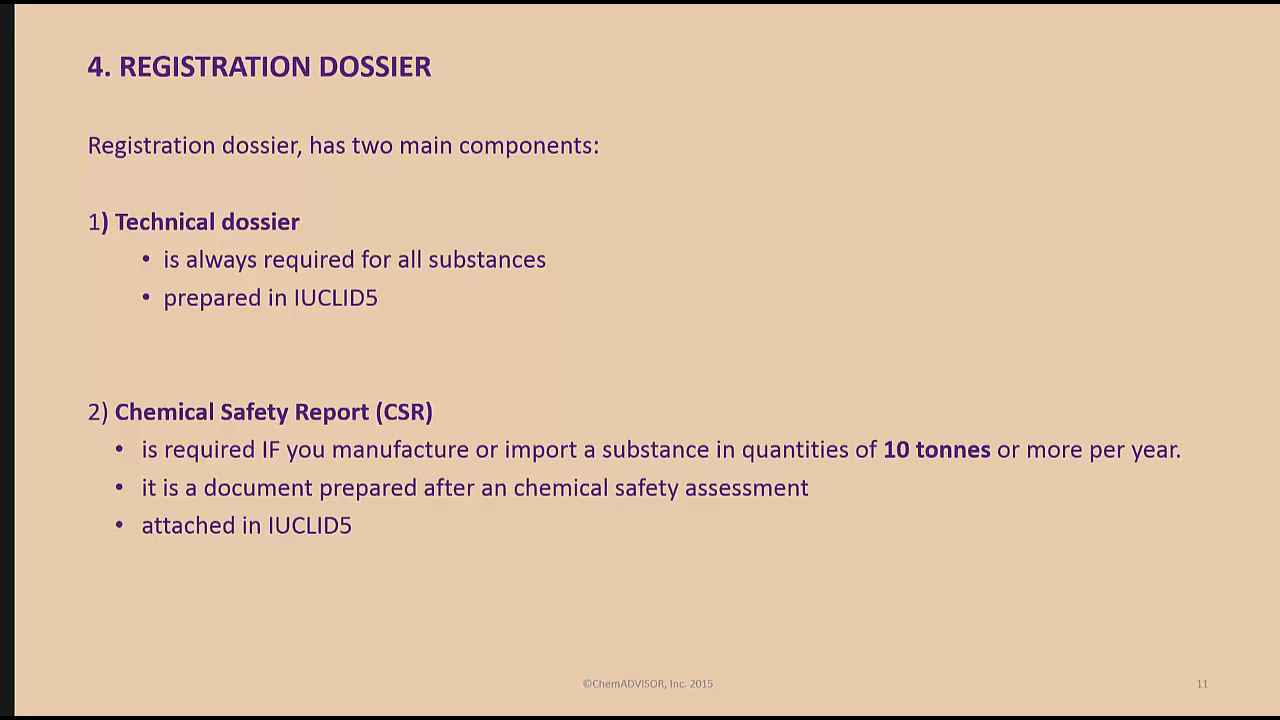 4. REGISTRATION DOSSIER
Registration dossier, has two main components:
1) Technical dossier
• is always required for all substances
• prepared in IUCLID5
2) Chemical Safety Report (CSR)
• is required IF you manufacture or import a substance in quantities of 10 tonnes or more per year.
• it is a document prepared after an chemical safety assessment
• attached in IUCLID5
©ChemADVISOR, Inc. 2015
11